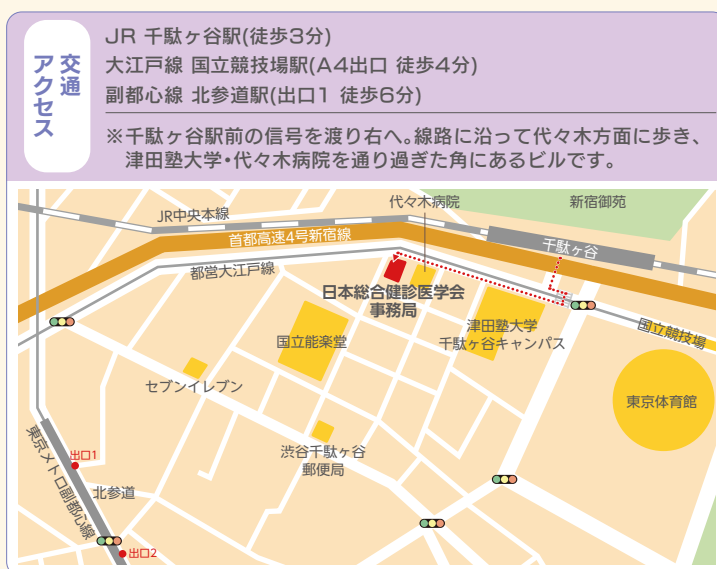 交通
アクセス
JR 千駄ヶ谷駅(徒歩3分)
大江戸線 国立競技場駅(A4出口 徒歩4分)
副都心線 北参道駅(出口1 徒歩6分)
※千駄ヶ谷駅前の信号を渡り右へ。線路に沿って代々木方面に歩き、
津田塾大学・代々木病院を通り過ぎた角にあるビルです。
代々木病院
新宿御苑
JR中央本線
首都高速4号新宿線
千駄ヶ谷
都営大江戸線
日本総合健診医学会
事務局
国立能楽堂
津田塾大学
千駄ヶ谷キャンパス
国立競技場
セブンイレブン
東京体育館
渋谷千駄ヶ谷
郵便局
東京メトロ副都心線
出口1
北参道
出口2